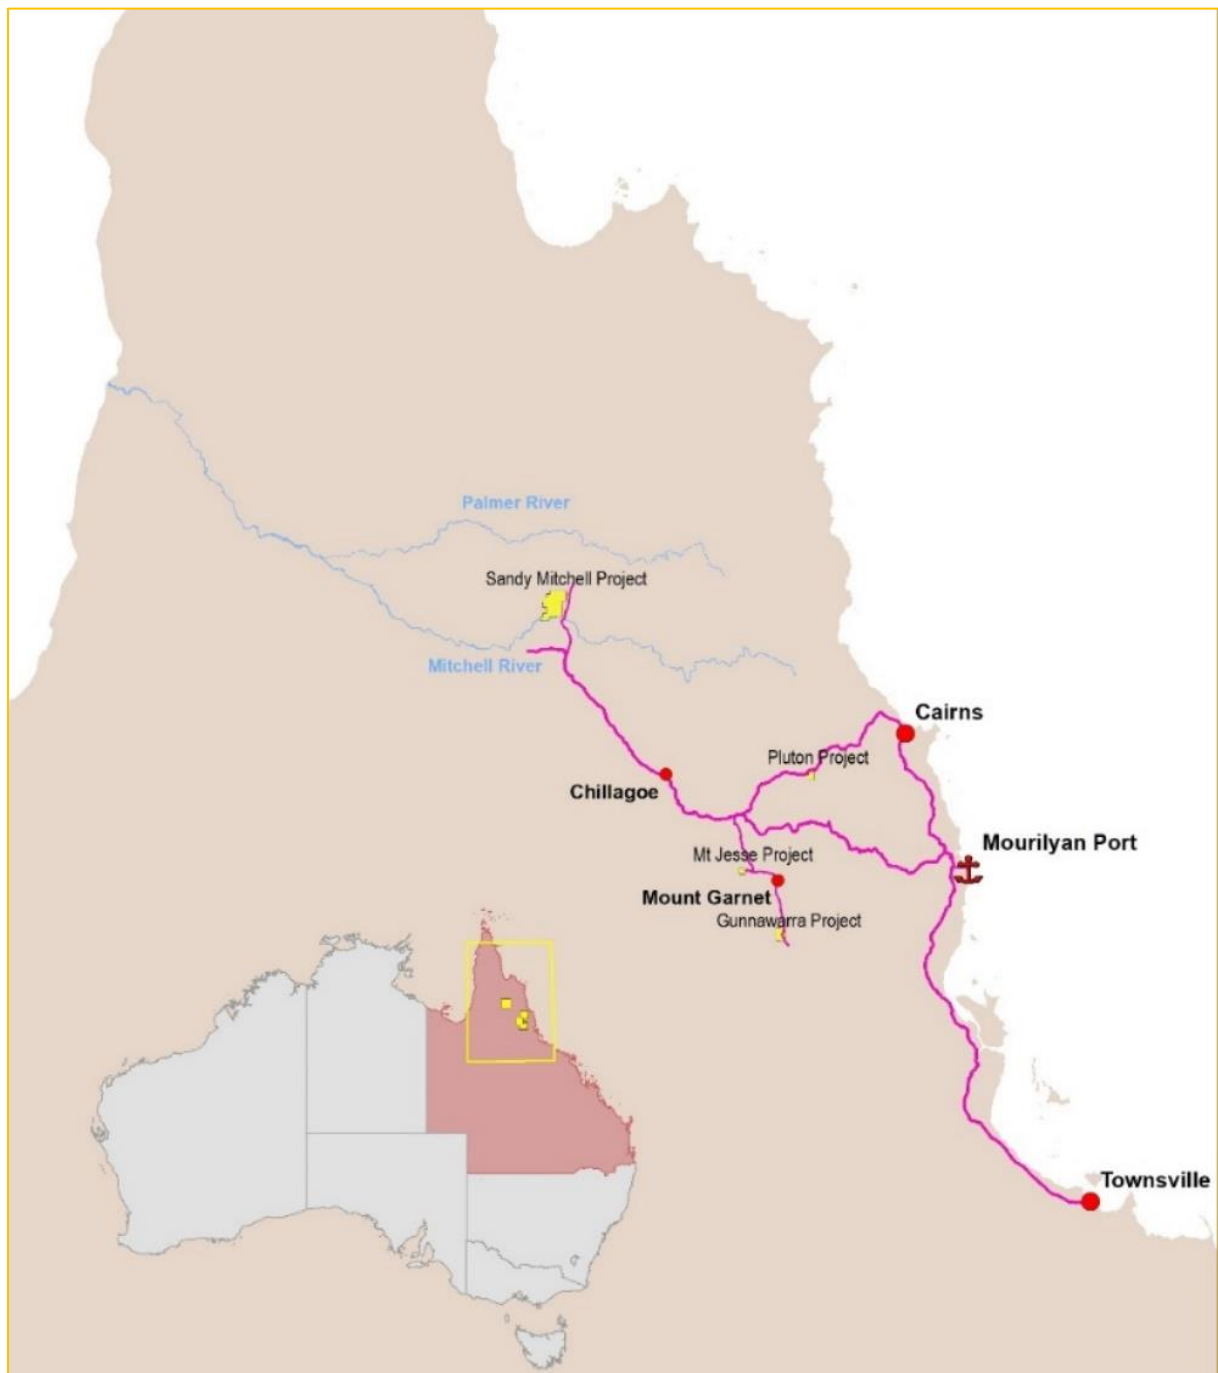 Palmer River
Sandy Mitchell Project
Mitchell River
Cairns
Pluton Project
Chillagoe
Mourilyan Port
Mt Jesse Project
Mount Garnet
Gunnawarra Project
Townsville